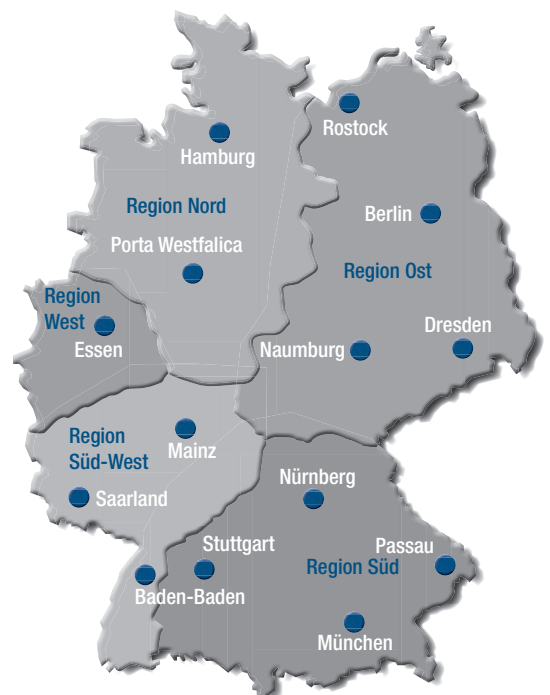 Rostock
Hamburg
Region Nord
Berlin
Porta Westfalica
Region Ost
Region
West
Essen
Naumburg
Dresden
Region
Süd-West
Mainz
Saarland
Nürnberg
Stuttgart
Passau
Region Süd
Baden-Baden
München